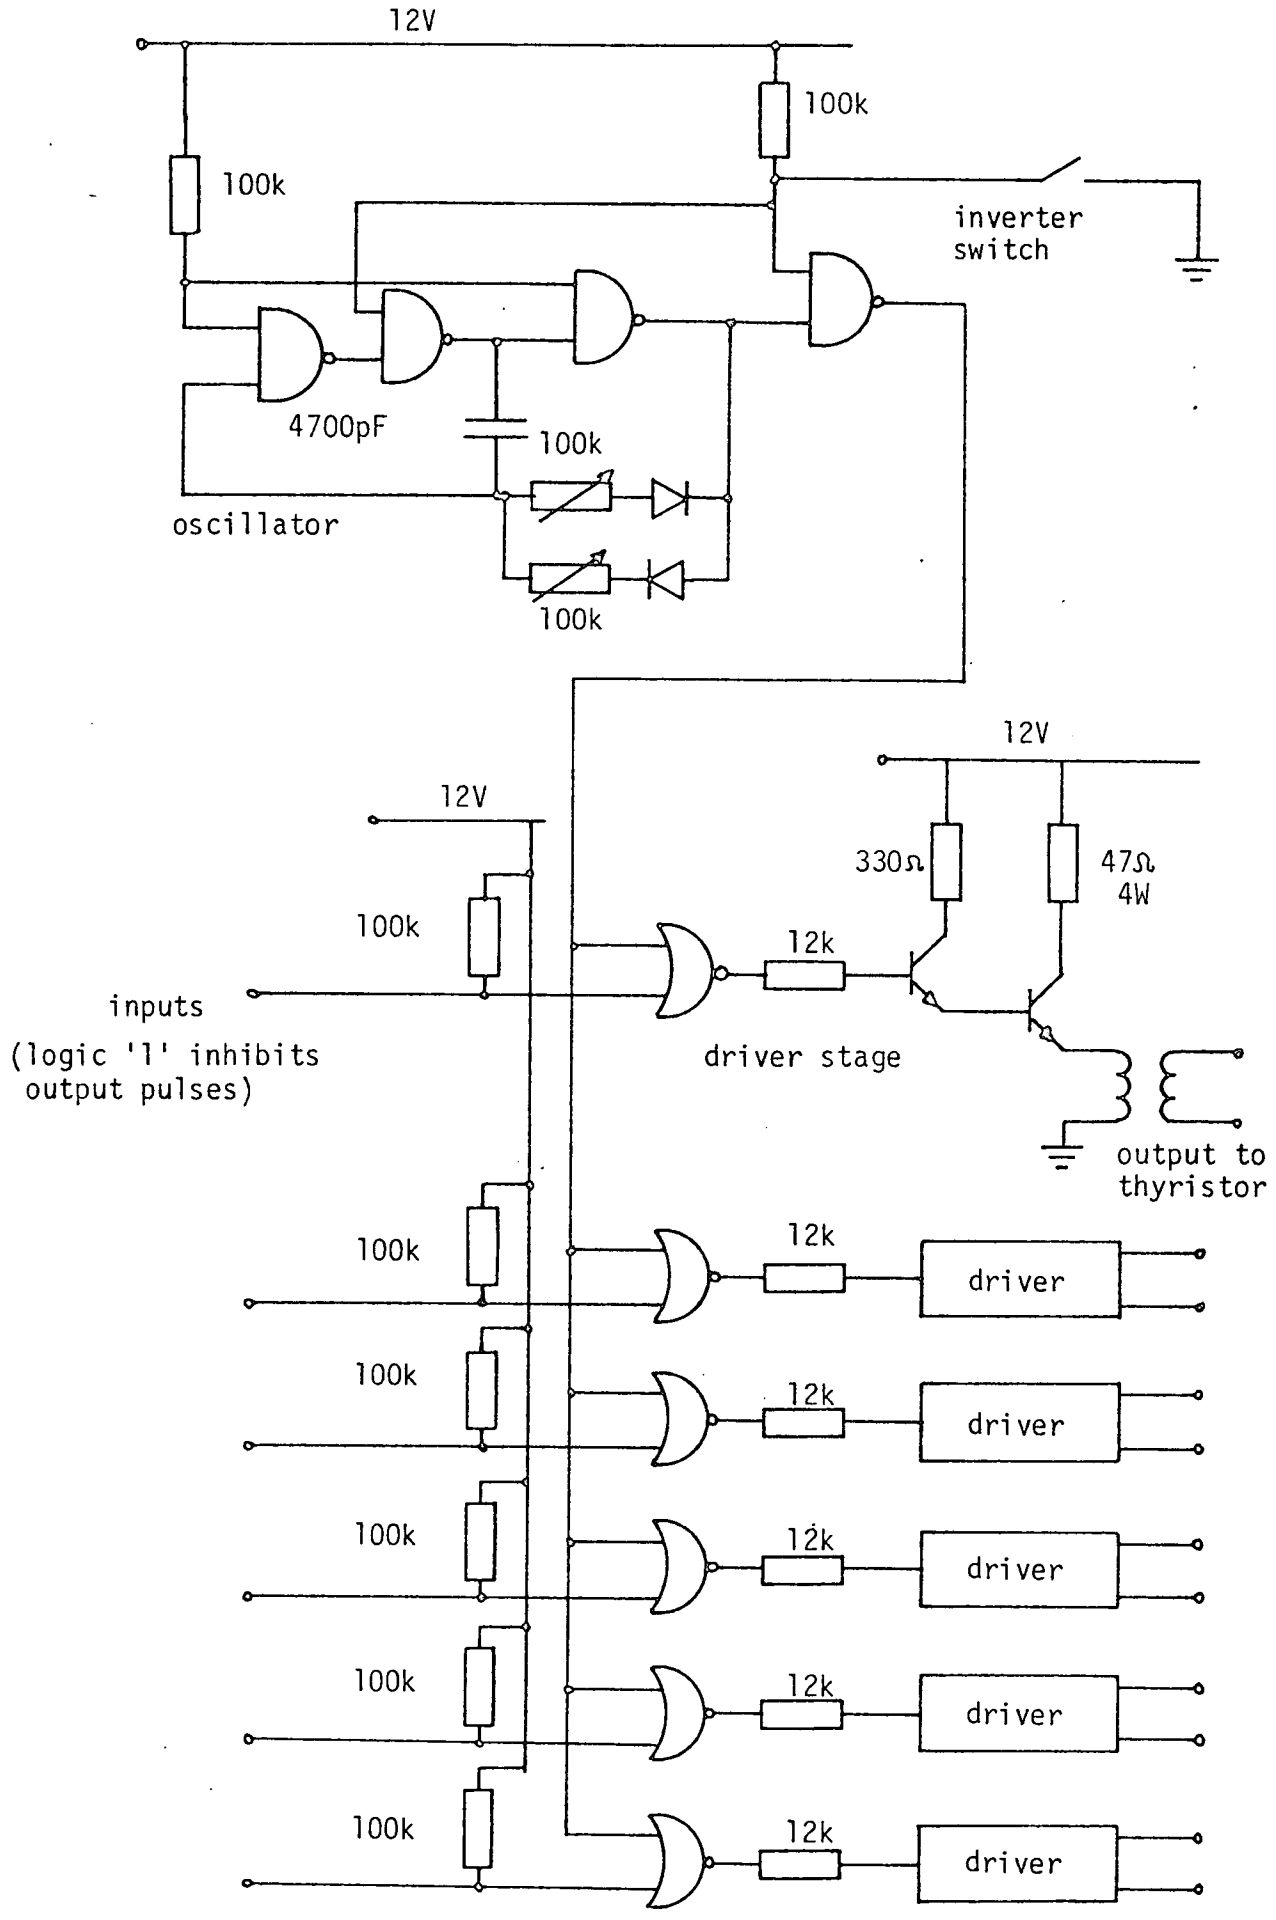 12V
100k
100k
inverter
switch
4700pF
100k
oscillator
100k
12V
12V
330Ω
47Ω
4W
100k
12k
inputs
(logic '1' inhibits
output pulses)
driver stage
output to
thyristor
100k
12k
driver
100k
12k
driver
100k
12k
driver
100k
12k
driver
100k
12k
driver